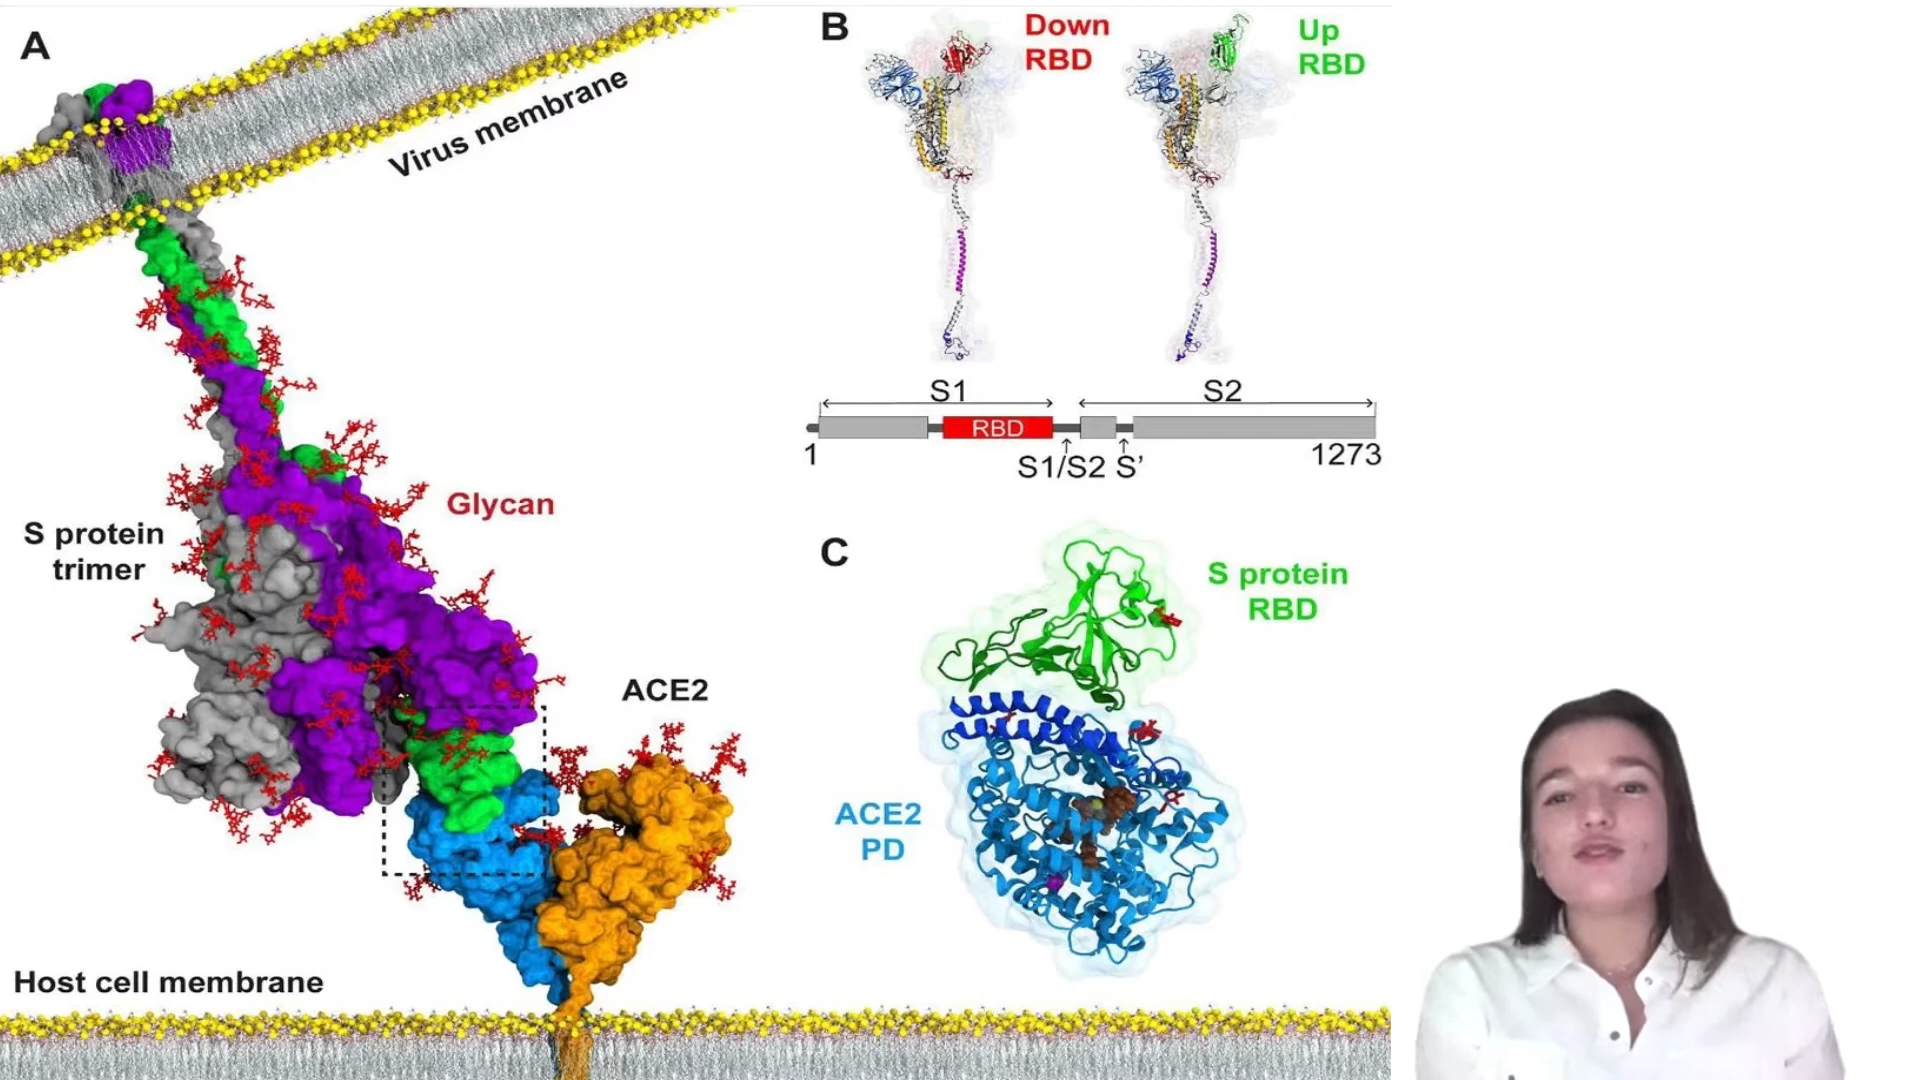 A
Virus membrane
S protein
trimer
Glycan
ACE2
Host cell membrane
B
Down
RBD
Up
RBD
S1
S2
RBD
1
S1/S2
S’
1273
C
S protein
RBD
ACE2
PD